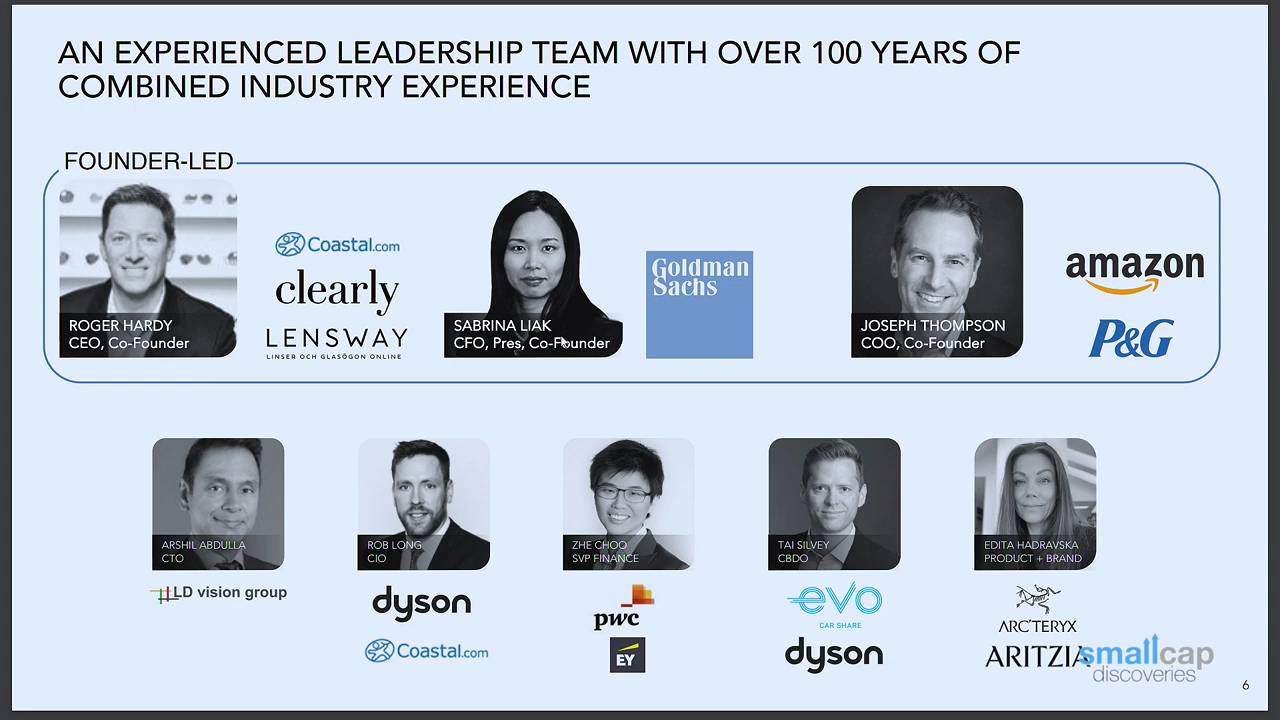 AN EXPERIENCED LEADERSHIP TEAM WITH OVER 100 YEARS OF
COMBINED INDUSTRY EXPERIENCE
FOUNDER-LED
ROGER HARDY
CEO, Co-Founder
Coastal.com
clearly
LENSWAY
LINSER OCH GLASÖGON ONLINE
SABRINA LIAK
CFO, Pres, Co-Founder
Goldman
Sachs
JOSEPH THOMPSON
COO, Co-Founder
amazon
P&G
ARSHIL ABDULLA
CTO
LD vision group
ROB LONG
CIO
dyson
Coastal.com
ZHE CHOO
SVP FINANCE
pwc
EY
TAI SILVEY
CBDO
evo
CAR SHARE
dyson
EDITA HADRAVSKA
PRODUCT + BRAND
ARC'TERYX
ARITZIA
smallcap
discoveries
6